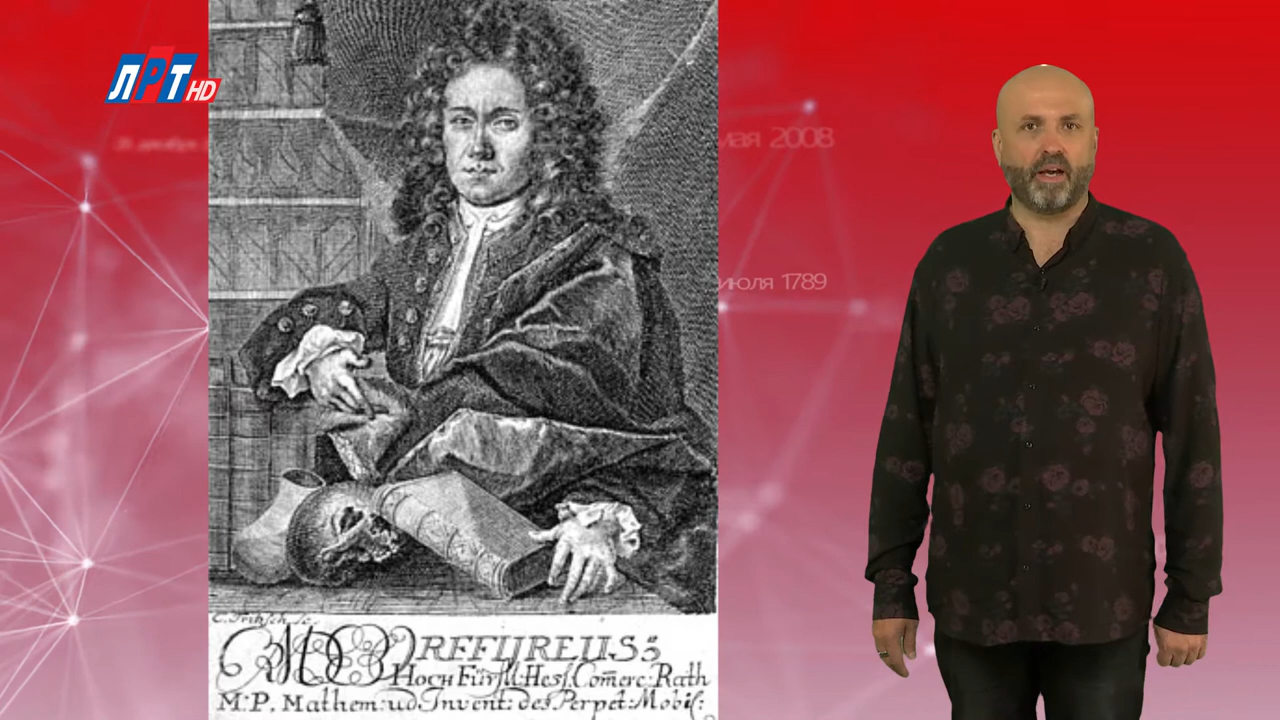 ЛРТ HD
мая 2008
июля 1789
C. Fritzsch. sc.
ORFFYREUS
Hoch Fürstl: Hess. Comerc: Rath
M: P. Mathem: ud Invent: des Perpet: Mobil: